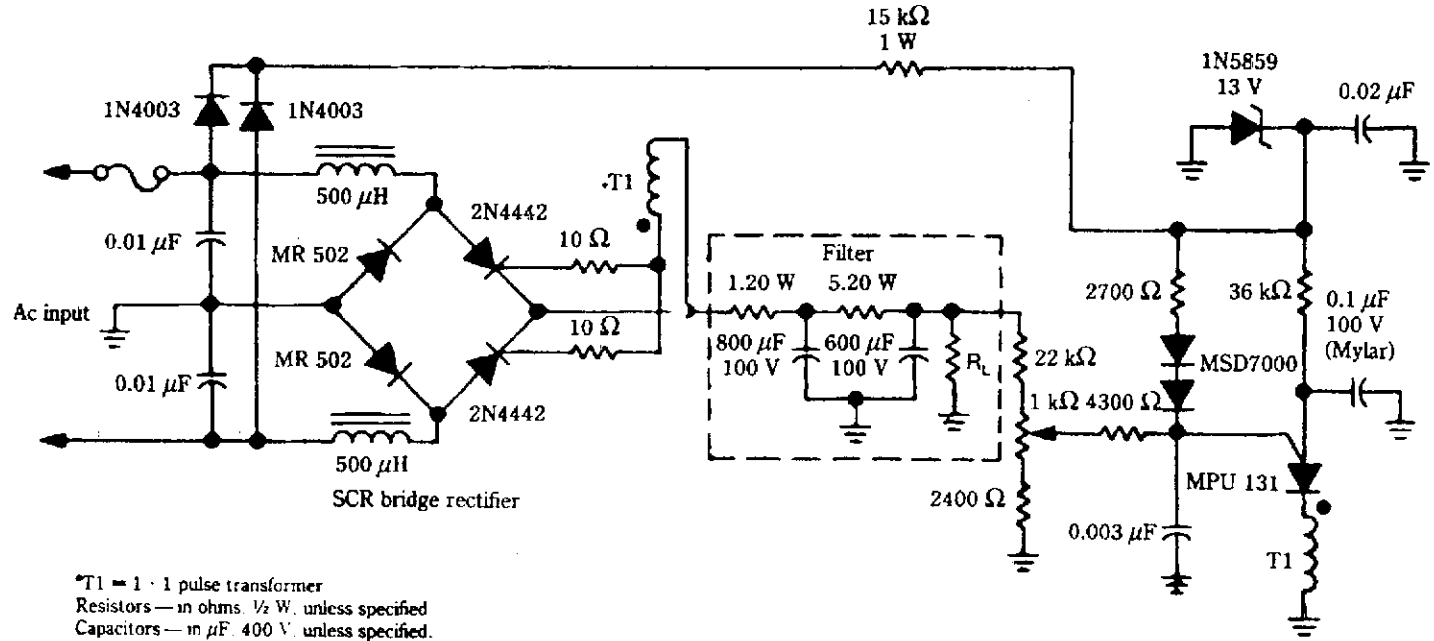 15 kΩ
1 W
1N5859
13 V
0.02 μF
1N4003
1N4003
500 μH
·T1
2N4442
0.01 μF
MR 502
10 Ω
Filter
1.20 W
5.20 W
2700 Ω
36 kΩ
0.1 μF
100 V
(Mylar)
Ac input
10 Ω
800 μF
100 V
600 μF
100 V
R_L
22 kΩ
MSD7000
MR 502
0.01 μF
2N4442
1 kΩ
4300 Ω
500 μH
SCR bridge rectifier
MPU 131
2400 Ω
0.003 μF
T1
*T1 = 1 · 1 pulse transformer
Resistors — in ohms. ½ W. unless specified
Capacitors — in μF. 400 V. unless specified.